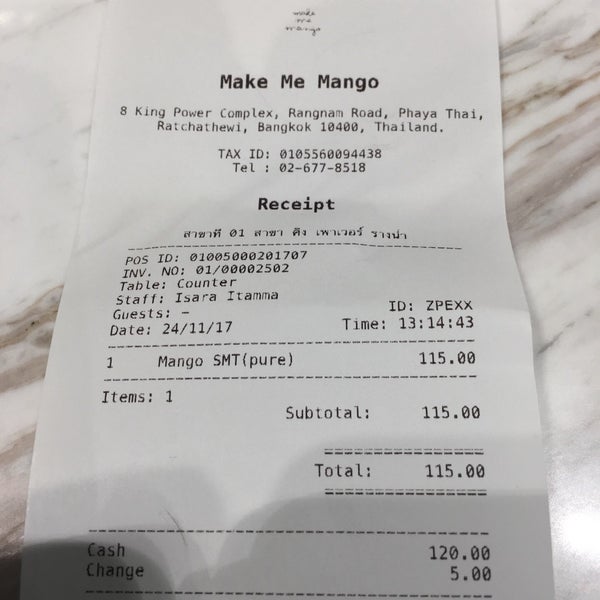 make
me
mango
Make Me Mango
8 King Power Complex, Rangnam Road, Phaya Thai,
Ratchathewi, Bangkok 10400, Thailand.
TAX ID: 0105560094438
Tel : 02-677-8518
Receipt
สาขาที่ 01 สาขา คิง เพาเวอร์ รางน้ำ
POS ID: 01005000201707
INV. NO: 01/00002502
Table: Counter
Staff: Isara Itamma
Guests: - ID: ZPEXX
Date: 24/11/17 Time: 13:14:43
1 Mango SMT(pure) 115.00
Items: 1
Subtotal: 115.00
Total: 115.00
Cash 120.00
Change 5.00